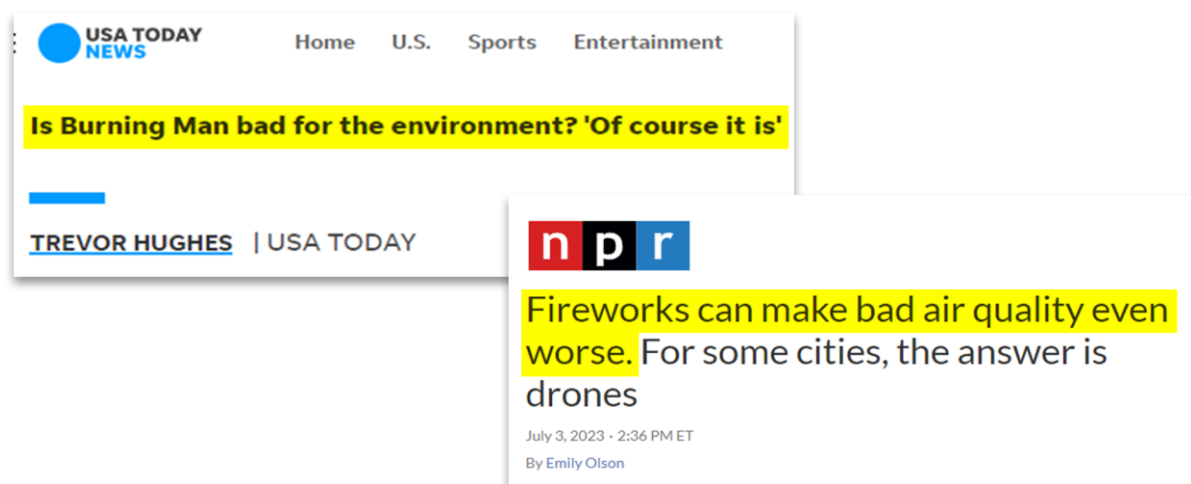 USA TODAY
NEWS
Home U.S. Sports Entertainment
Is Burning Man bad for the environment? 'Of course it is'
TREVOR HUGHES | USA TODAY
npr
Fireworks can make bad air quality even
worse. For some cities, the answer is
drones
July 3, 2023 · 2:36 PM ET
By Emily Olson